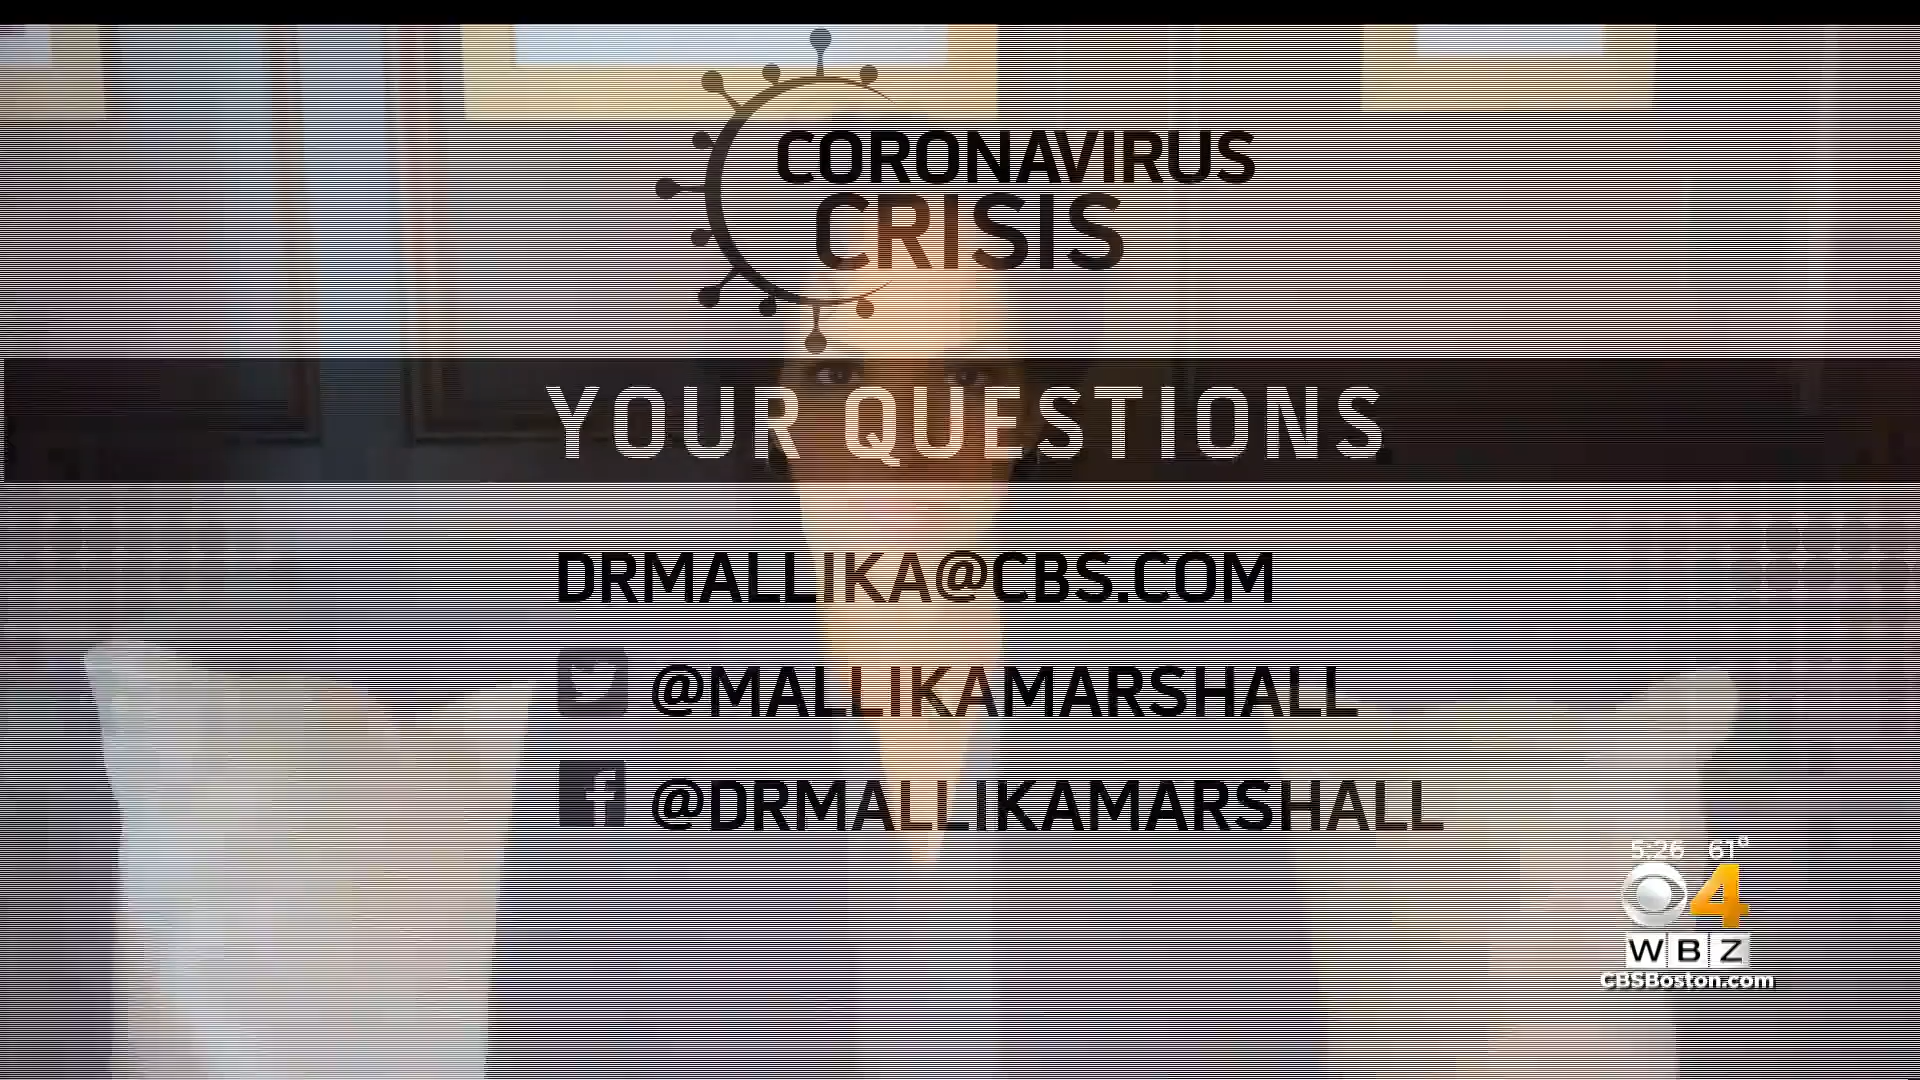 CORONAVIRUS
CRISIS
YOUR QUESTIONS
DRMALLIKA@CBS.COM
@MALLIKAMARSHALL
@DRMALLIKAMARSHALL
5:26 61°
4
WBZ
CBSBoston.com